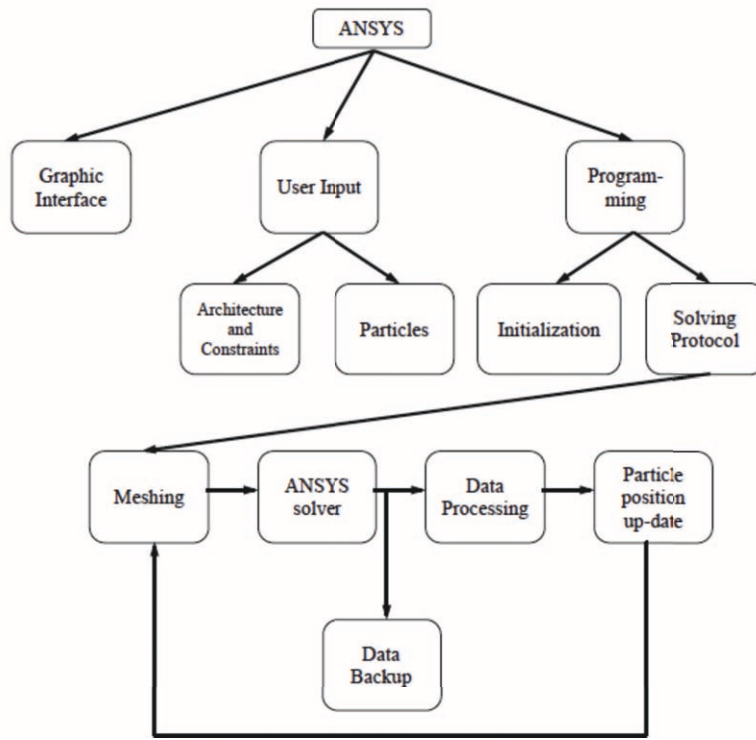 ANSYS
Graphic
Interface
User Input
Program-
ming
Architecture
and
Constraints
Particles
Initialization
Solving
Protocol
Meshing
ANSYS
solver
Data
Processing
Particle
position
up-date
Data
Backup